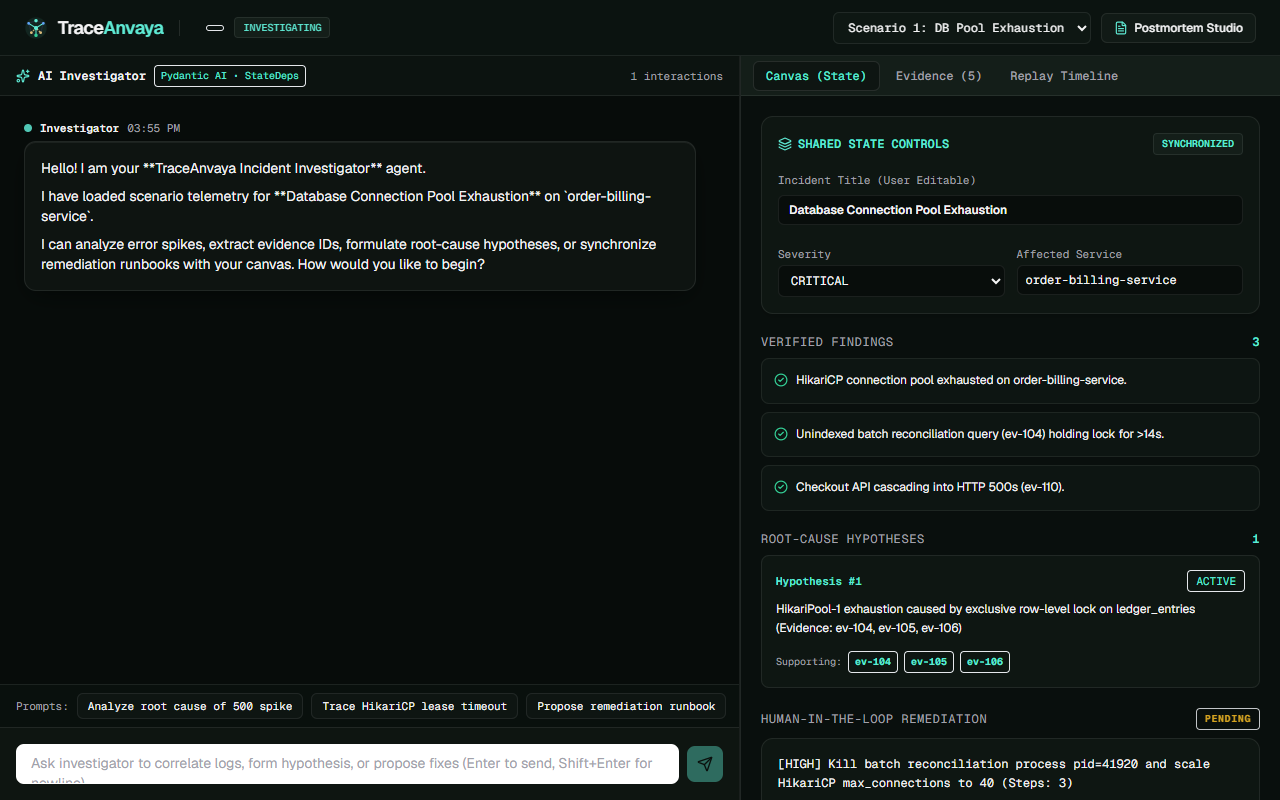 TraceAnvaya
INVESTIGATING
Scenario 1: DB Pool Exhaustion
Postmortem Studio
AI Investigator
Pydantic AI · StateDeps
1 interactions
Canvas (State)
Evidence (5)
Replay Timeline
Investigator 03:55 PM
Hello! I am your **TraceAnvaya Incident Investigator** agent.
I have loaded scenario telemetry for **Database Connection Pool Exhaustion** on `order-billing-
service`.
I can analyze error spikes, extract evidence IDs, formulate root-cause hypotheses, or synchronize
remediation runbooks with your canvas. How would you like to begin?
Prompts:
Analyze root cause of 500 spike
Trace HikariCP lease timeout
Propose remediation runbook
Ask investigator to correlate logs, form hypothesis, or propose fixes (Enter to send, Shift+Enter for
newline)
SHARED STATE CONTROLS
SYNCHRONIZED
Incident Title (User Editable)
Database Connection Pool Exhaustion
Severity
Affected Service
CRITICAL
order-billing-service
VERIFIED FINDINGS
3
HikariCP connection pool exhausted on order-billing-service.
Unindexed batch reconciliation query (ev-104) holding lock for >14s.
Checkout API cascading into HTTP 500s (ev-110).
ROOT-CAUSE HYPOTHESES
1
Hypothesis #1
ACTIVE
HikariPool-1 exhaustion caused by exclusive row-level lock on ledger_entries
(Evidence: ev-104, ev-105, ev-106)
Supporting:
ev-104
ev-105
ev-106
HUMAN-IN-THE-LOOP REMEDIATION
PENDING
[HIGH] Kill batch reconciliation process pid=41920 and scale
HikariCP max_connections to 40 (Steps: 3)